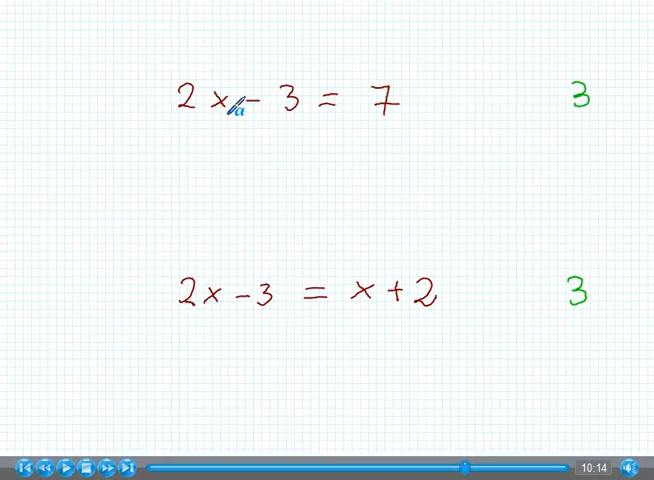 2x - 3 = 7 3
2x - 3 = x + 2 3
10:14